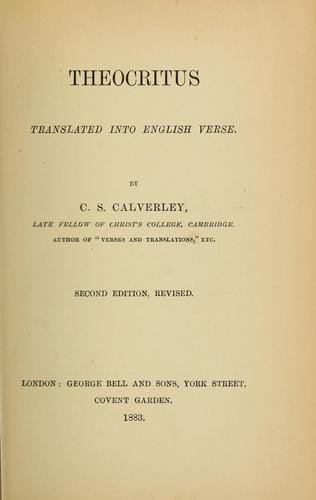 THEOCRITUS
TRANSLATED INTO ENGLISH VERSE.
BY
C. S. CALVERLEY,
LATE FELLOW OF CHRIST'S COLLEGE, CAMBRIDGE.
AUTHOR OF "VERSES AND TRANSLATIONS," ETC.
SECOND EDITION, REVISED.
LONDON: GEORGE BELL AND SONS, YORK STREET,
COVENT GARDEN.
1883.